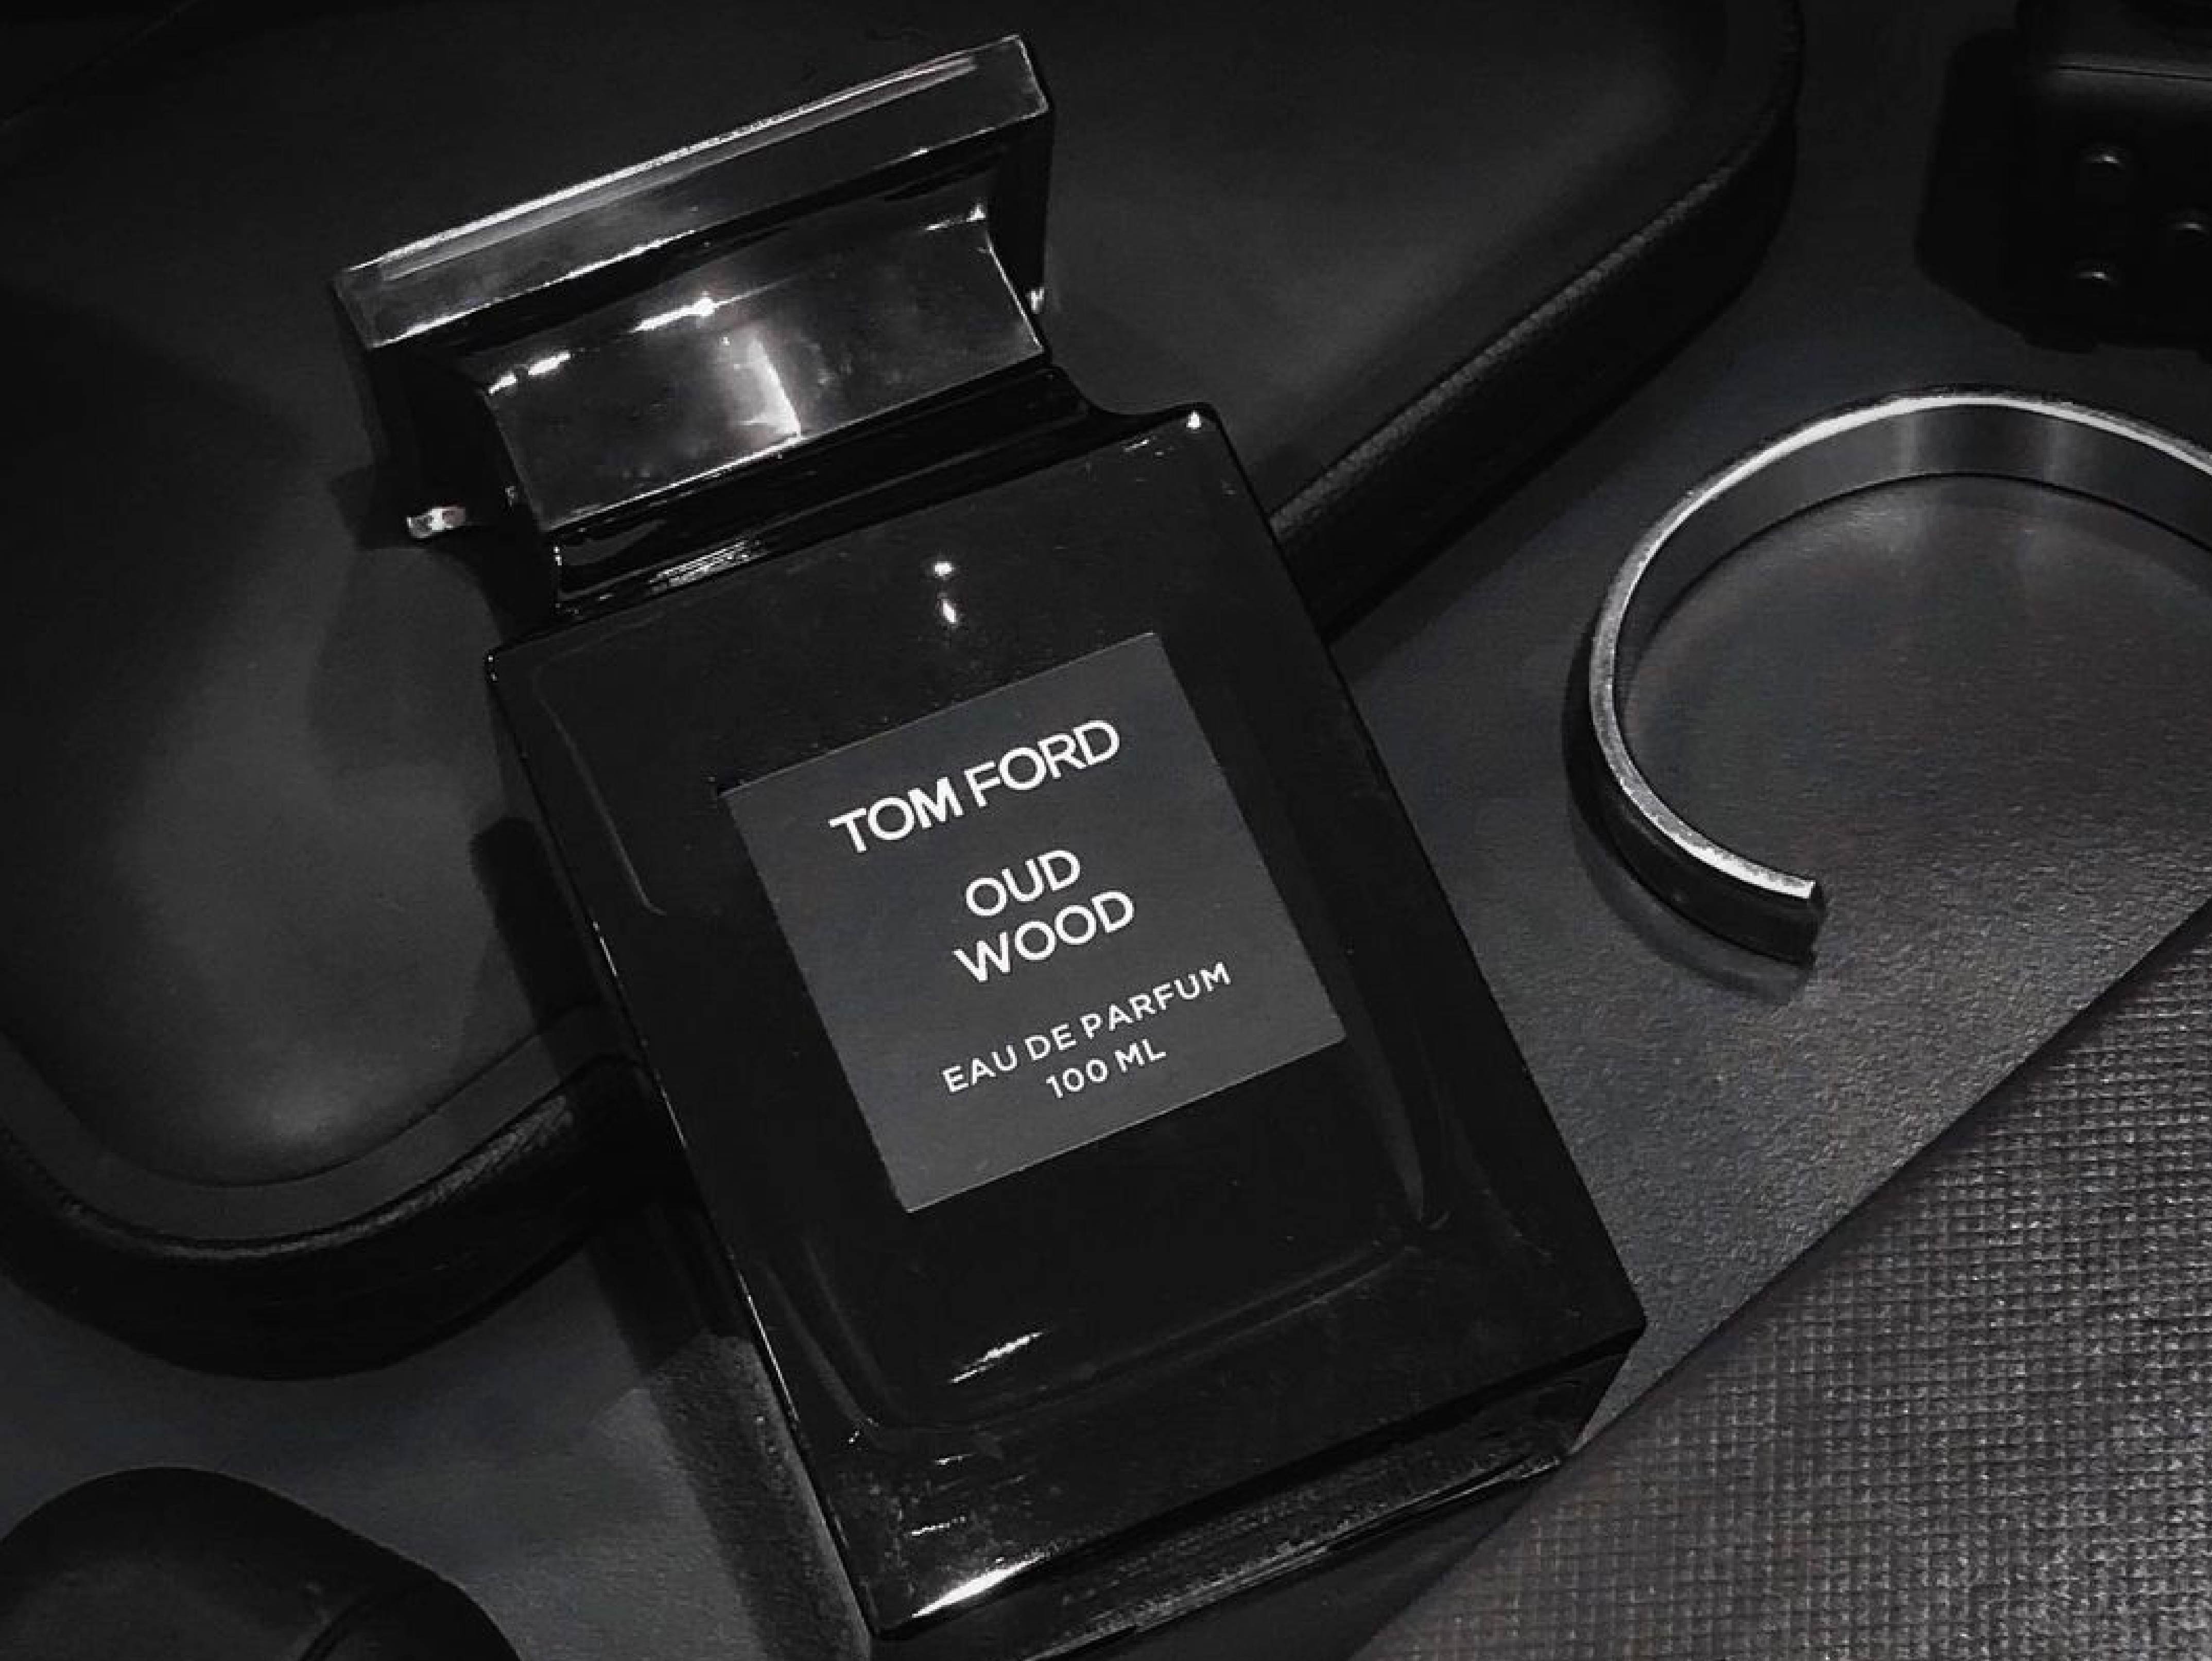 TOM FORD
OUD
WOOD
EAU DE PARFUM
100 ML